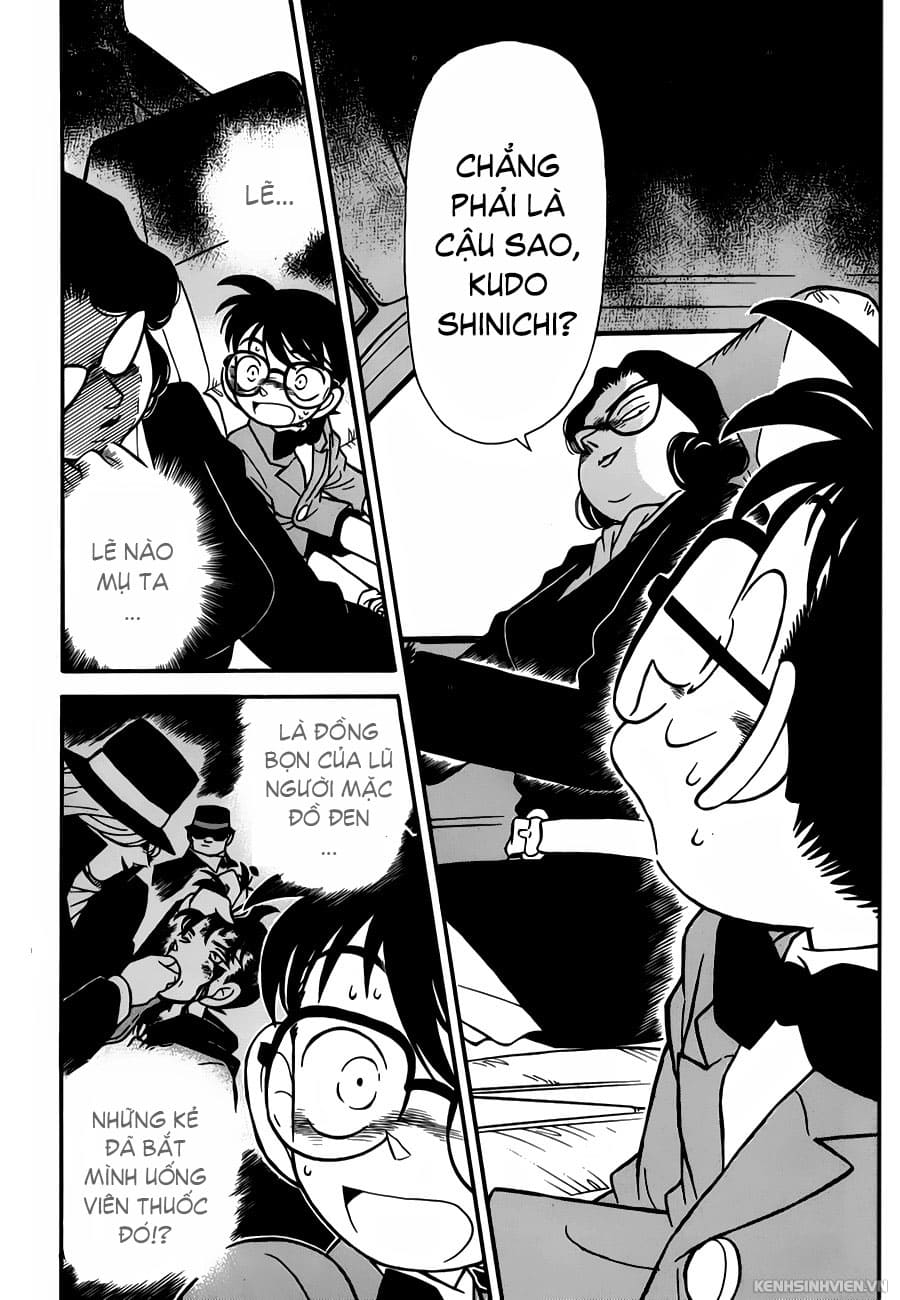 CHẲNG
PHẢI LÀ
CẬU SAO,
KUDO
SHINICHI?
LẼ...
LẼ NÀO
MỤ TA
...
LÀ ĐỒNG
BỌN CỦA LŨ
NGƯỜI MẶC
ĐỒ ĐEN
...
NHỮNG KẺ
ĐÃ BẮT
MÌNH UỐNG
VIÊN THUỐC
ĐÓ!?
KENHSINHVIEN.VN